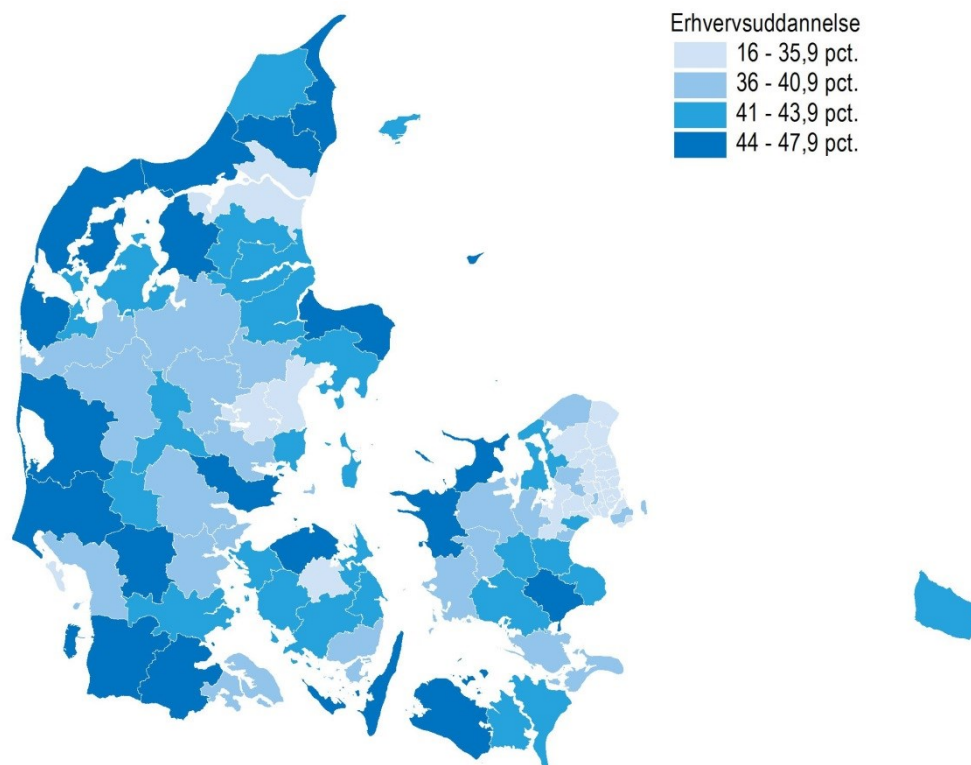 Erhvervsuddannelse
16 - 35,9 pct.
36 - 40,9 pct.
41 - 43,9 pct.
44 - 47,9 pct.